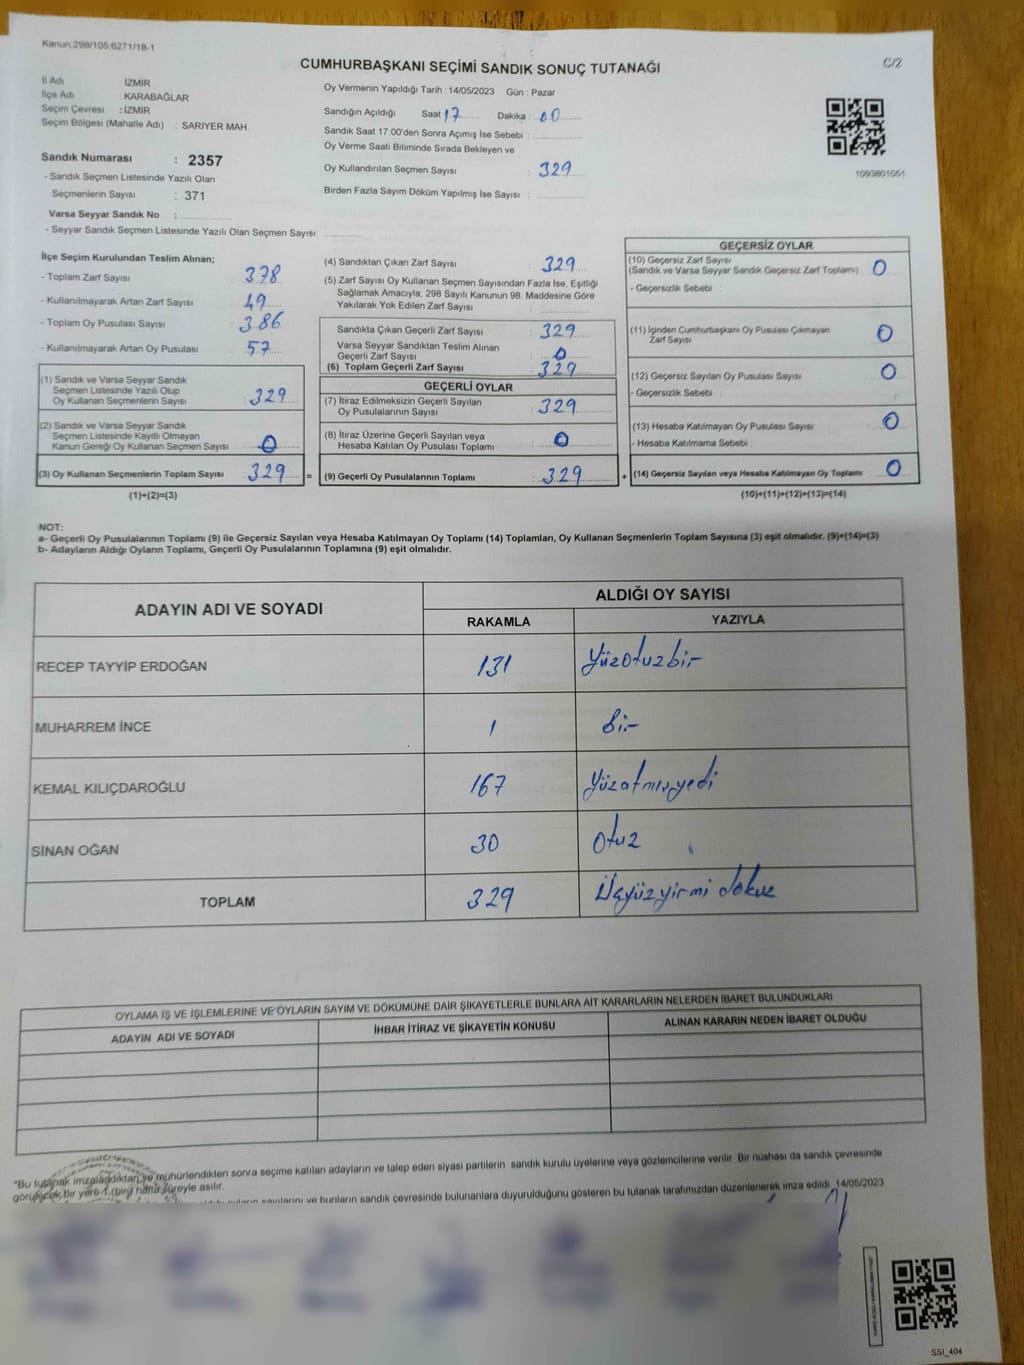 Kanun.298/105;6271/18-1
CUMHURBAŞKANI SEÇİMİ SANDIK SONUÇ TUTANAĞI
C/2
İl Adı : İZMİR
İlçe Adı : KARABAĞLAR
Seçim Çevresi : İZMİR
Seçim Bölgesi (Mahalle Adı) : SARIYER MAH.
Sandık Numarası : 2357
- Sandık Seçmen Listesinde Yazılı Olan
Seçmenlerin Sayısı : 371
Varsa Seyyar Sandık No :
- Seyyar Sandık Seçmen Listesinde Yazılı Olan Seçmen Sayısı:
Oy Vermenin Yapıldığı Tarih : 14/05/2023 Gün : Pazar
Sandığın Açıldığı Saat 17 Dakika : 00
Sandık Saat 17:00'den Sonra Açımış İse Sebebi :
Oy Verme Saati Bitiminde Sırada Bekleyen ve
Oy Kullandırılan Seçmen Sayısı : 329
Birden Fazla Sayım Döküm Yapılmış İse Sayısı :
1093801051
İlçe Seçim Kurulundan Teslim Alınan;
- Toplam Zarf Sayısı : 378
- Kullanılmayarak Artan Zarf Sayısı : 49
- Toplam Oy Pusulası Sayısı : 386
- Kullanılmayarak Artan Oy Pusulası : 57
(1) Sandık ve Varsa Seyyar Sandık
Seçmen Listesinde Yazılı Olup
Oy Kullanan Seçmenlerin Sayısı : 329
(2) Sandık ve Varsa Seyyar Sandık
Seçmen Listesinde Kayıtlı Olmayan
Kanun Gereği Oy Kullanan Seçmen Sayısı : 0
(3) Oy Kullanan Seçmenlerin Toplam Sayısı : 329 =
(1)+(2)=(3)
(4) Sandıktan Çıkan Zarf Sayısı : 329
(5) Zarf Sayısı Oy Kullanan Seçmen Sayısından Fazla İse, Eşitliği
Sağlamak Amacıyla, 298 Sayılı Kanunun 98. Maddesine Göre
Yakılarak Yok Edilen Zarf Sayısı :
Sandıkta Çıkan Geçerli Zarf Sayısı : 329
Varsa Seyyar Sandıktan Teslim Alınan
Geçerli Zarf Sayısı : 0
(6) Toplam Geçerli Zarf Sayısı : 329
GEÇERLİ OYLAR
(7) İtiraz Edilmeksizin Geçerli Sayılan
Oy Pusulalarının Sayısı : 329
(8) İtiraz Üzerine Geçerli Sayılan veya
Hesaba Katılan Oy Pusulası Toplamı : 0
(9) Geçerli Oy Pusulalarının Toplamı : 329 +
GEÇERSİZ OYLAR
(10) Geçersiz Zarf Sayısı
(Sandık ve Varsa Seyyar Sandık Geçersiz Zarf Toplamı) : 0
- Geçersizlik Sebebi :
(11) İçinden Cumhurbaşkanı Oy Pusulası Çıkmayan
Zarf Sayısı : 0
(12) Geçersiz Sayılan Oy Pusulası Sayısı : 0
- Geçersizlik Sebebi :
(13) Hesaba Katılmayan Oy Pusulası Sayısı : 0
- Hesaba Katılmama Sebebi :
(14) Geçersiz Sayılan veya Hesaba Katılmayan Oy Toplamı : 0
(10)+(11)+(12)+(13)=(14)
NOT:
a- Geçerli Oy Pusulalarının Toplamı (9) ile Geçersiz Sayılan veya Hesaba Katılmayan Oy Toplamı (14) Toplamları, Oy Kullanan Seçmenlerin Toplam Sayısına (3) eşit olmalıdır. (9)+(14)=(3)
b- Adayların Aldığı Oyların Toplamı, Geçerli Oy Pusulalarının Toplamına (9) eşit olmalıdır.
ADAYIN ADI VE SOYADI ALDIĞI OY SAYISI
RAKAMLA YAZIYLA
RECEP TAYYİP ERDOĞAN 131 Yüzotuzbir
MUHARREM İNCE 1 Bir
KEMAL KILIÇDAROĞLU 167 Yüzatmışyedi
SİNAN OĞAN 30 Otuz
TOPLAM 329 Üçyüzyirmi dokuz
OYLAMA İŞ VE İŞLEMLERİNE VE OYLARIN SAYIM VE DÖKÜMÜNE DAİR ŞİKAYETLERLE BUNLARA AİT KARARLARIN NELERDEN İBARET BULUNDUKLARI
ADAYIN ADI VE SOYADI İHBAR İTİRAZ VE ŞİKAYETİN KONUSU ALINAN KARARIN NEDEN İBARET OLDUĞU
"Bu tutanak imzalandıktan ve mühürlendikten sonra seçime katılan adayların ve talep eden siyasi partilerin sandık kurulu üyelerine veya gözlemcilerine verilir. Bir nüshası da sandık çevresinde
görülecek bir yere 1 (bir) hafta süreyle asılır.
sayılarını ve bunların sandık çevresinde bulunanlara duyurulduğunu gösteren bu tutanak tarafımızdan düzenlenerek imza edildi. 14/05/2023
SSI_404